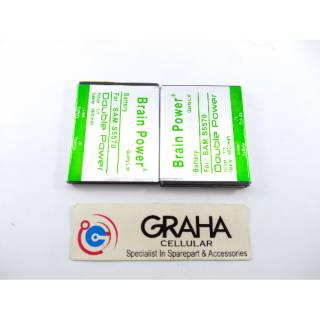 Brain Power®
Battery
For : SAM S5570
Double Power
Brain Power®
Battery
For : SAM S5570
Double Power
GRAHA
CELLULAR
Specialist In Sparepart & Accessories